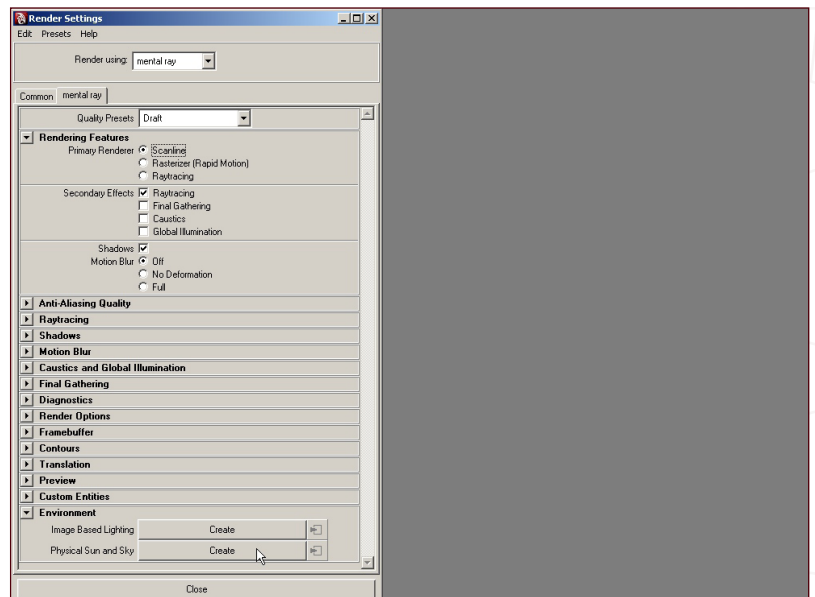 Render Settings
Edit Presets Help
Render using: mental ray
Common mental ray
Quality Presets Draft
Rendering Features
Primary Renderer Scanline
Rasterizer (Rapid Motion)
Raytracing
Secondary Effects Raytracing
Final Gathering
Caustics
Global Illumination
Shadows
Motion Blur Off
No Deformation
Full
Anti-Aliasing Quality
Raytracing
Shadows
Motion Blur
Caustics and Global Illumination
Final Gathering
Diagnostics
Render Options
Framebuffer
Contours
Translation
Preview
Custom Entities
Environment
Image Based Lighting Create
Physical Sun and Sky Create
Close